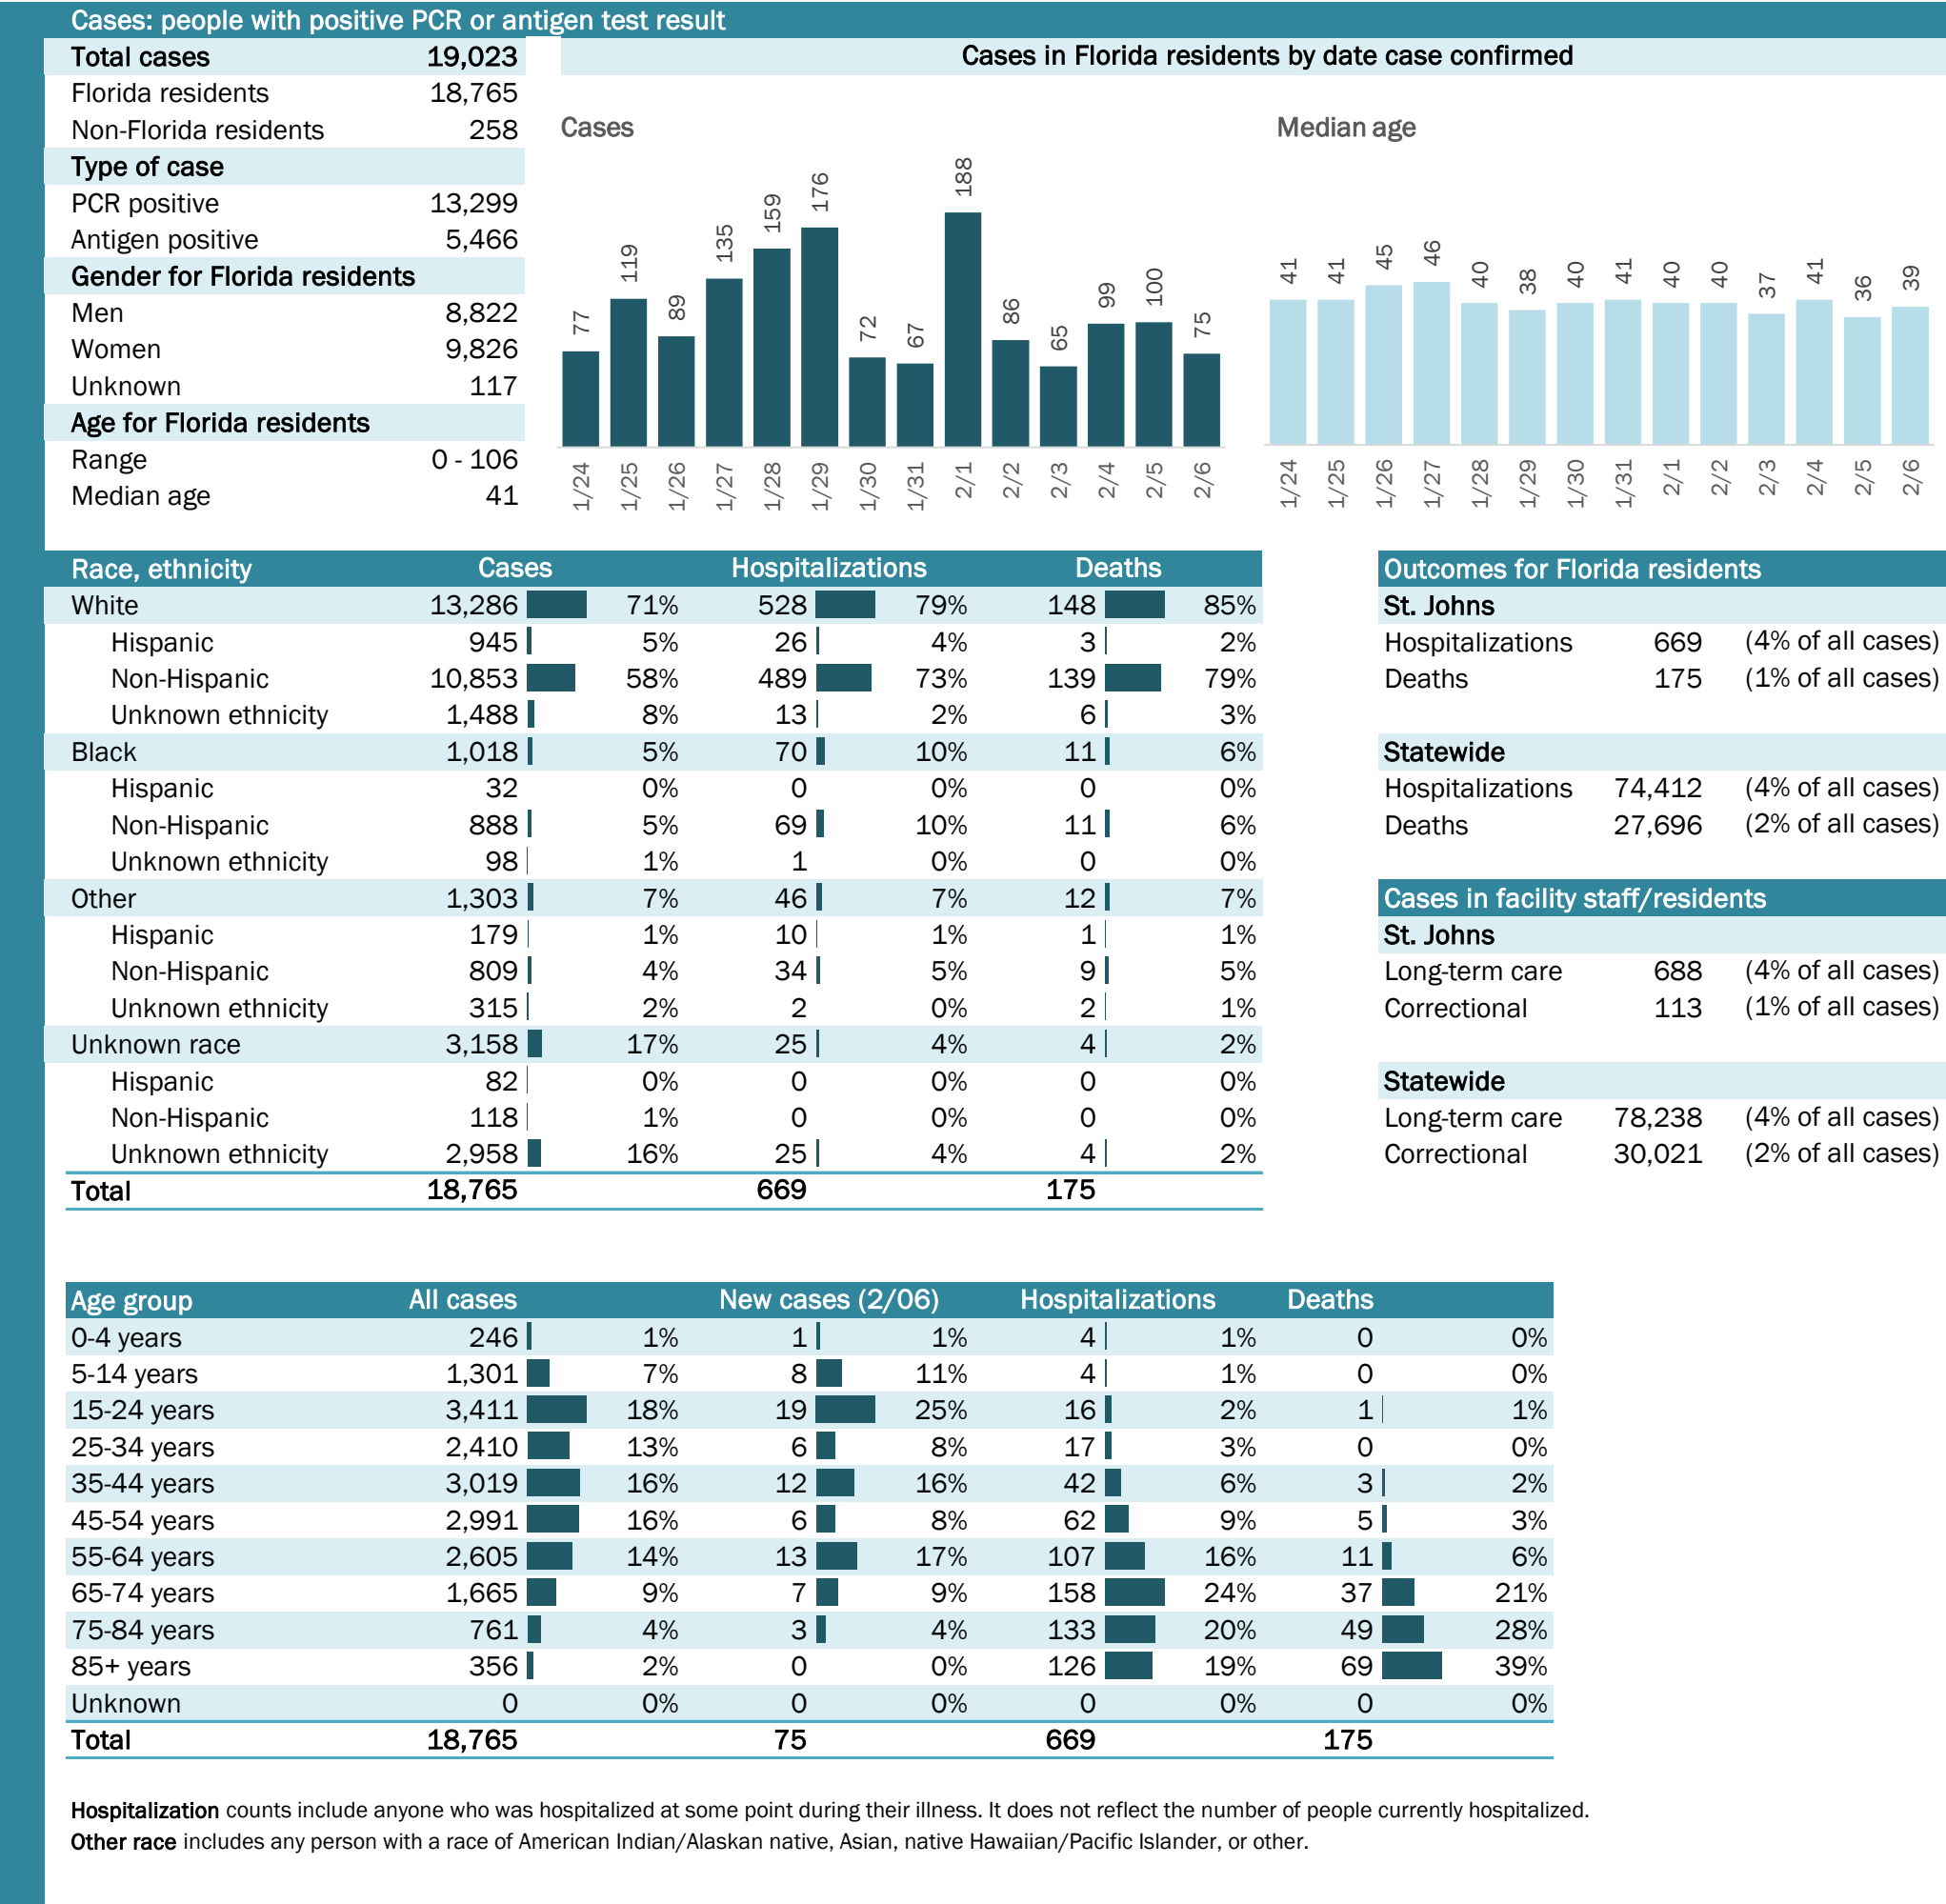 Cases: people with positive PCR or antigen test result
Total cases 19,023
Florida residents 18,765
Non-Florida residents 258
Type of case
PCR positive 13,299
Antigen positive 5,466
Gender for Florida residents
Men 8,822
Women 9,826
Unknown 117
Age for Florida residents
Range 0 - 106
Median age 41
Cases in Florida residents by date case confirmed
Cases
77 119 89 135 159 176 72 67 188 86 65 99 100 75
1/24 1/25 1/26 1/27 1/28 1/29 1/30 1/31 2/1 2/2 2/3 2/4 2/5 2/6
Median age
41 41 45 46 40 38 40 41 40 40 37 41 36 39
1/24 1/25 1/26 1/27 1/28 1/29 1/30 1/31 2/1 2/2 2/3 2/4 2/5 2/6
Race, ethnicity Cases Hospitalizations Deaths
White 13,286 71% 528 79% 148 85%
Hispanic 945 5% 26 4% 3 2%
Non-Hispanic 10,853 58% 489 73% 139 79%
Unknown ethnicity 1,488 8% 13 2% 6 3%
Black 1,018 5% 70 10% 11 6%
Hispanic 32 0% 0 0% 0 0%
Non-Hispanic 888 5% 69 10% 11 6%
Unknown ethnicity 98 1% 1 0% 0 0%
Other 1,303 7% 46 7% 12 7%
Hispanic 179 1% 10 1% 1 1%
Non-Hispanic 809 4% 34 5% 9 5%
Unknown ethnicity 315 2% 2 0% 2 1%
Unknown race 3,158 17% 25 4% 4 2%
Hispanic 82 0% 0 0% 0 0%
Non-Hispanic 118 1% 0 0% 0 0%
Unknown ethnicity 2,958 16% 25 4% 4 2%
Total 18,765 669 175
Outcomes for Florida residents
St. Johns
Hospitalizations 669 (4% of all cases)
Deaths 175 (1% of all cases)
Statewide
Hospitalizations 74,412 (4% of all cases)
Deaths 27,696 (2% of all cases)
Cases in facility staff/residents
St. Johns
Long-term care 688 (4% of all cases)
Correctional 113 (1% of all cases)
Statewide
Long-term care 78,238 (4% of all cases)
Correctional 30,021 (2% of all cases)
Age group All cases New cases (2/06) Hospitalizations Deaths
0-4 years 246 1% 1 1% 4 1% 0 0%
5-14 years 1,301 7% 8 11% 4 1% 0 0%
15-24 years 3,411 18% 19 25% 16 2% 1 1%
25-34 years 2,410 13% 6 8% 17 3% 0 0%
35-44 years 3,019 16% 12 16% 42 6% 3 2%
45-54 years 2,991 16% 6 8% 62 9% 5 3%
55-64 years 2,605 14% 13 17% 107 16% 11 6%
65-74 years 1,665 9% 7 9% 158 24% 37 21%
75-84 years 761 4% 3 4% 133 20% 49 28%
85+ years 356 2% 0 0% 126 19% 69 39%
Unknown 0 0% 0 0% 0 0% 0 0%
Total 18,765 75 669 175
Hospitalization counts include anyone who was hospitalized at some point during their illness. It does not reflect the number of people currently hospitalized.
Other race includes any person with a race of American Indian/Alaskan native, Asian, native Hawaiian/Pacific Islander, or other.